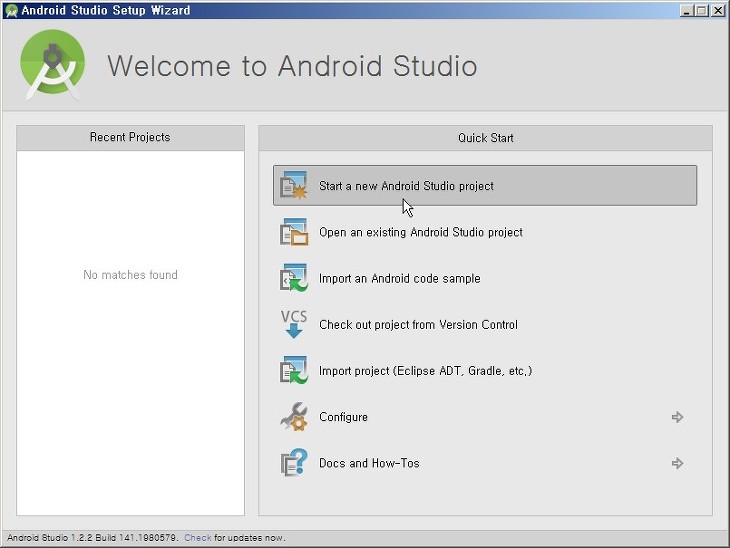 Android Studio Setup Wizard
Welcome to Android Studio
Recent Projects
No matches found
Quick Start
Start a new Android Studio project
Open an existing Android Studio project
Import an Android code sample
VCS
Check out project from Version Control
Import project (Eclipse ADT, Gradle, etc.)
Configure
Docs and How-Tos
Android Studio 1.2.2 Build 141.1980579. Check for updates now.